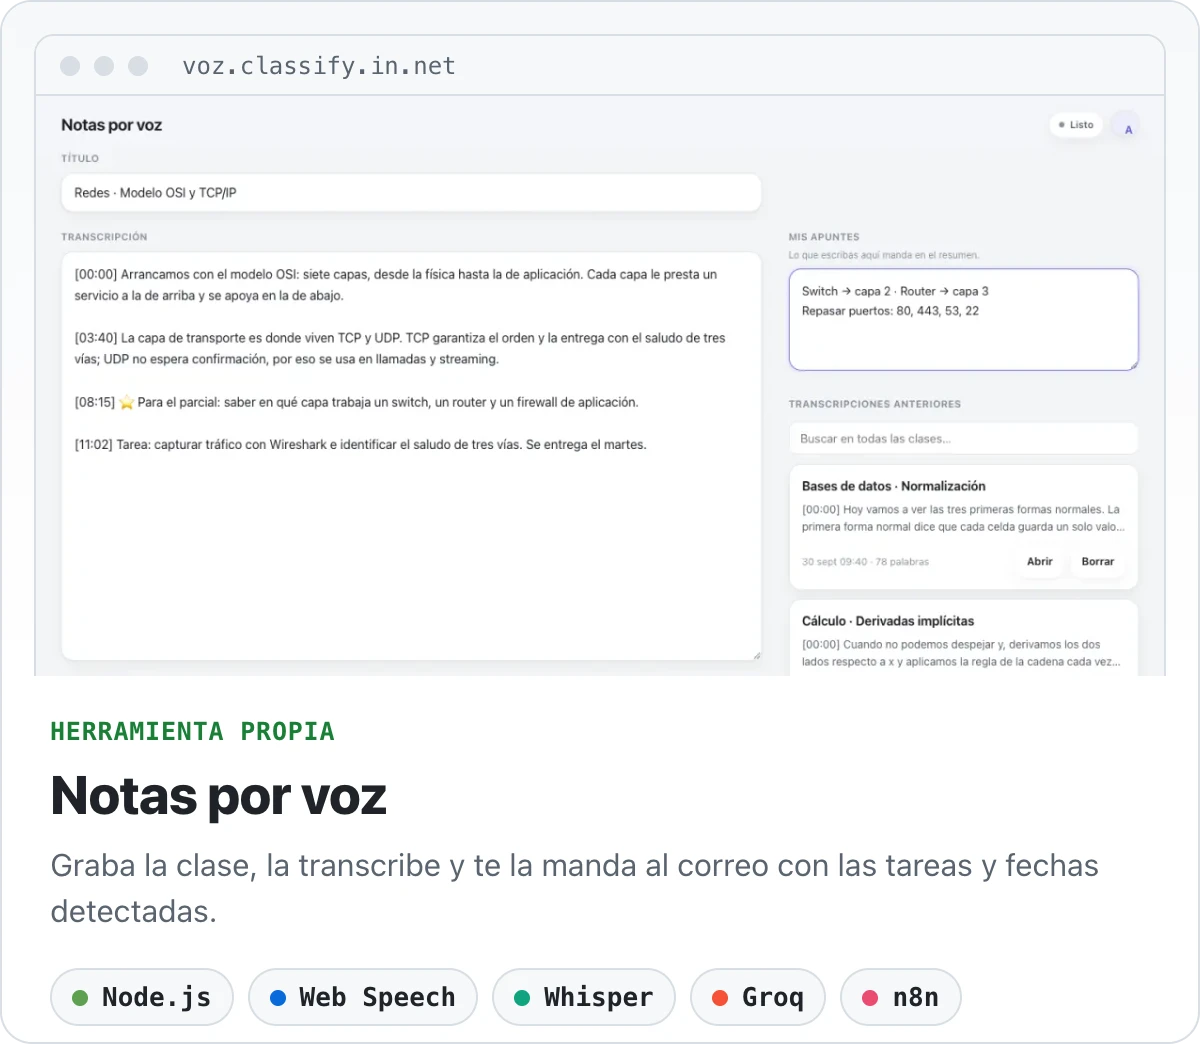 voz.classify.in.net
Notas por voz
Listo
A
TÍTULO
Redes · Modelo OSI y TCP/IP
TRANSCRIPCIÓN
[00:00] Arrancamos con el modelo OSI: siete capas, desde la física hasta la de aplicación. Cada capa le presta un
servicio a la de arriba y se apoya en la de abajo.
[03:40] La capa de transporte es donde viven TCP y UDP. TCP garantiza el orden y la entrega con el saludo de tres
vías; UDP no espera confirmación, por eso se usa en llamadas y streaming.
[08:15] ⭐ Para el parcial: saber en qué capa trabaja un switch, un router y un firewall de aplicación.
[11:02] Tarea: capturar tráfico con Wireshark e identificar el saludo de tres vías. Se entrega el martes.
MIS APUNTES
Lo que escribas aquí manda en el resumen.
Switch → capa 2 · Router → capa 3
Repasar puertos: 80, 443, 53, 22
TRANSCRIPCIONES ANTERIORES
Buscar en todas las clases...
Bases de datos · Normalización
[00:00] Hoy vamos a ver las tres primeras formas normales. La
primera forma normal dice que cada celda guarda un solo valo...
30 sept 09:40 · 78 palabras
Abrir
Borrar
Cálculo · Derivadas implícitas
[00:00] Cuando no podemos despejar y, derivamos los dos
lados respecto a x y aplicamos la regla de la cadena cada vez...
HERRAMIENTA PROPIA
Notas por voz
Graba la clase, la transcribe y te la manda al correo con las tareas y fechas
detectadas.
Node.js
Web Speech
Whisper
Groq
n8n